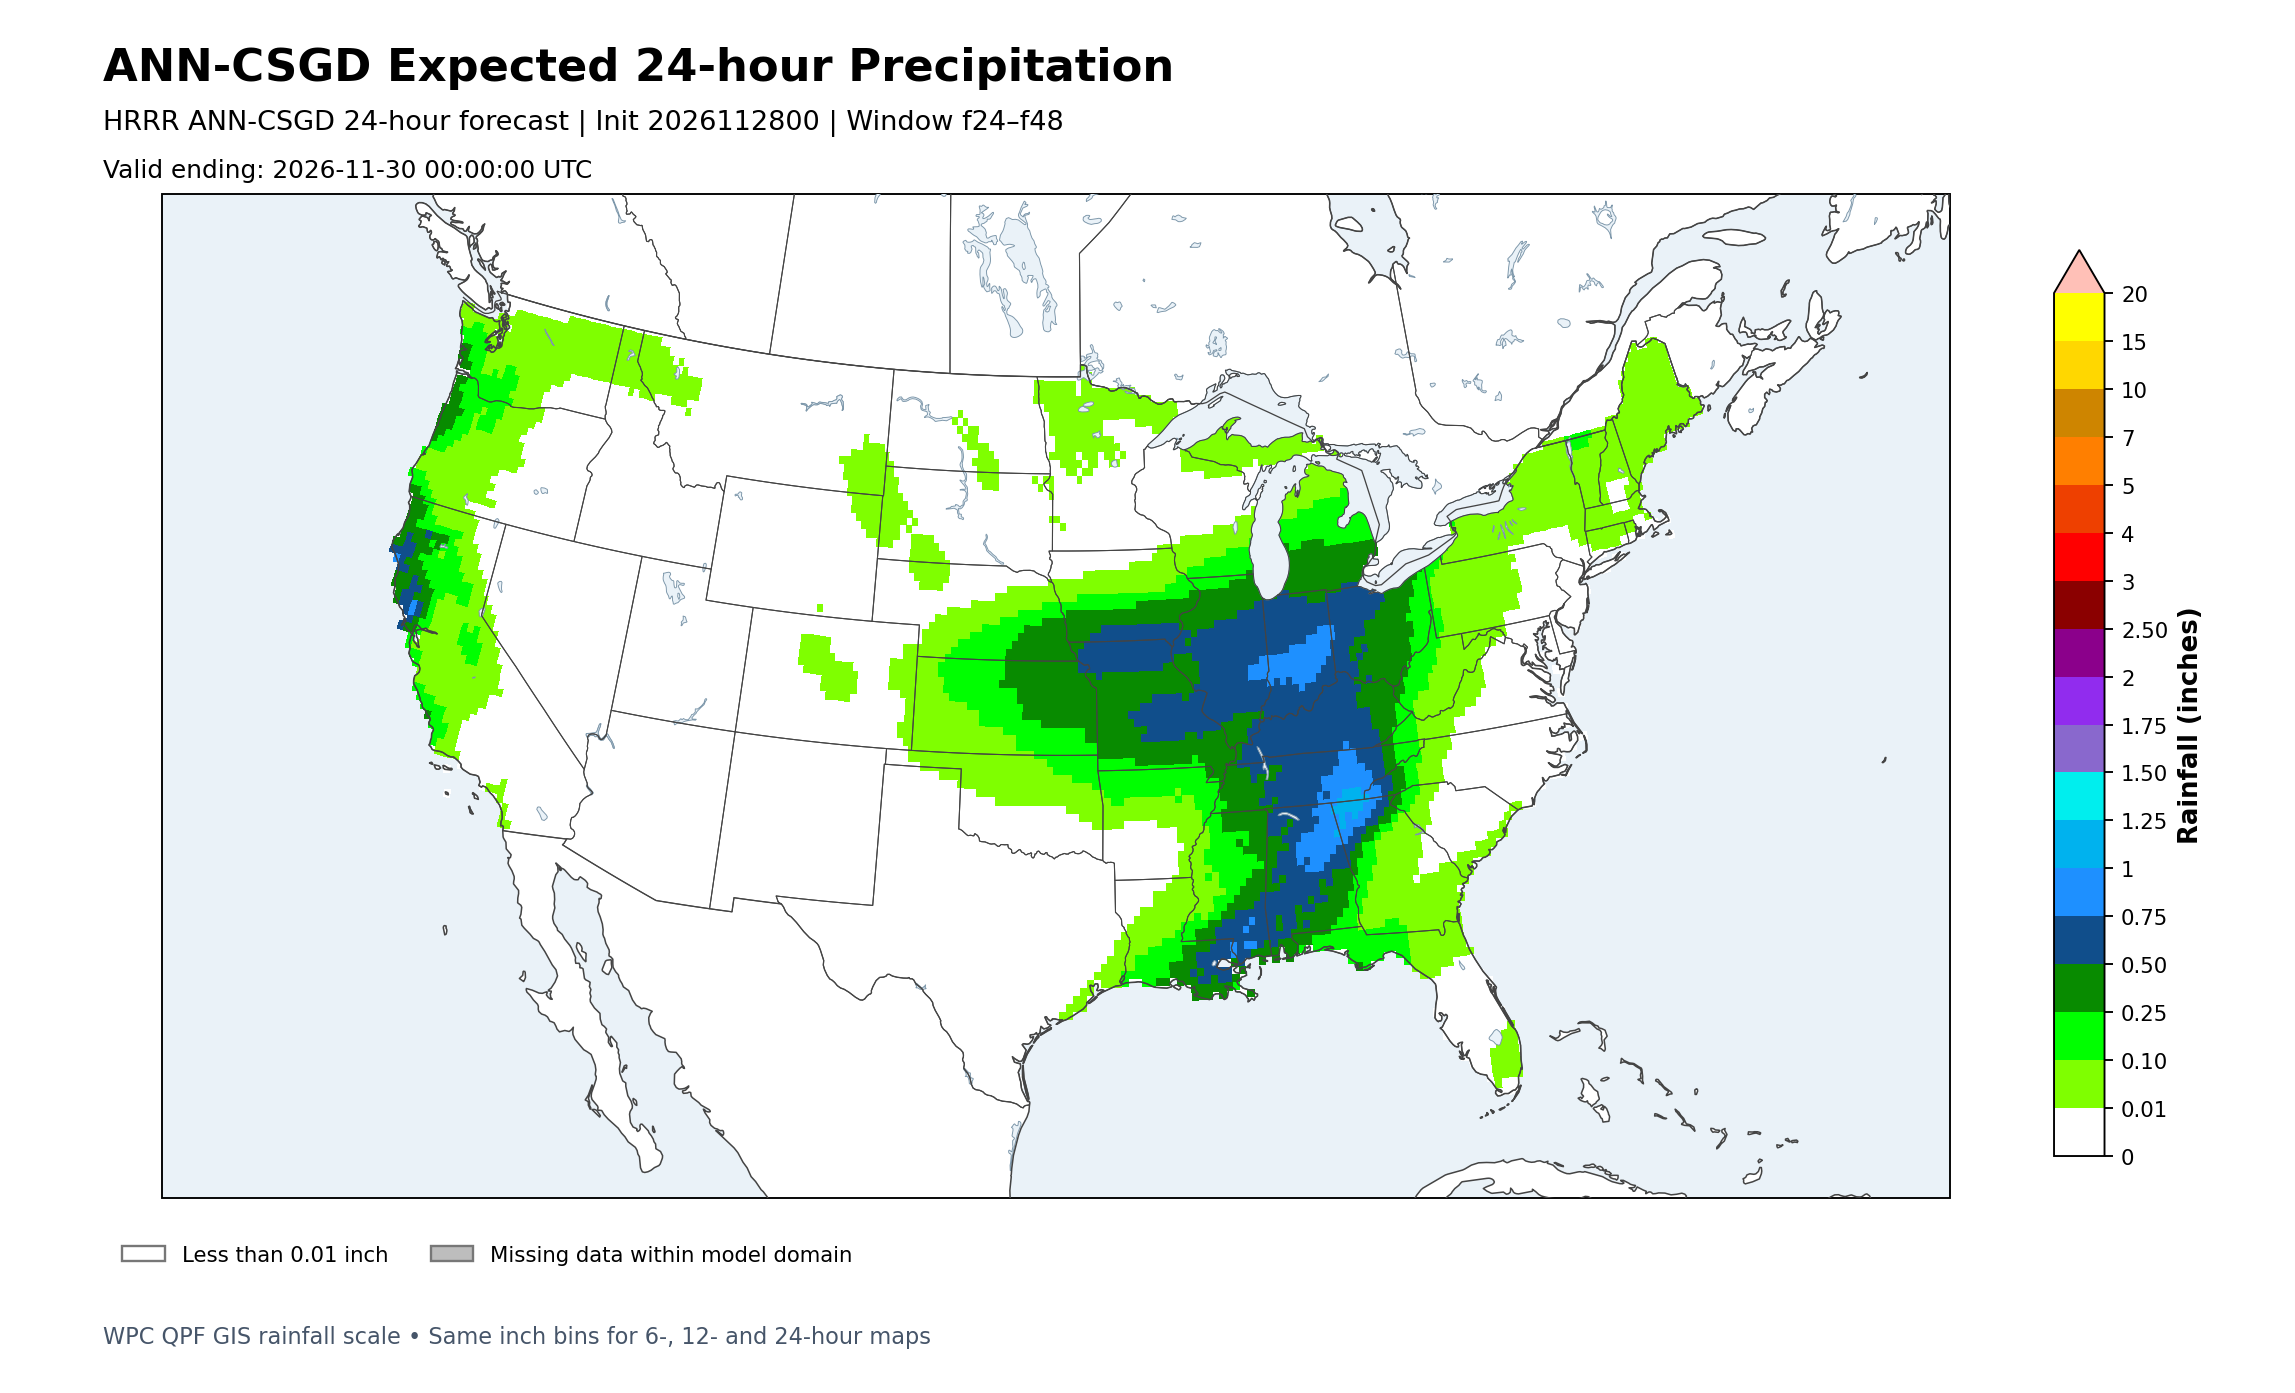 ANN-CSGD Expected 24-hour Precipitation
HRRR ANN-CSGD 24-hour forecast | Init 2026112800 | Window f24–f48
Valid ending: 2026-11-30 00:00:00 UTC
20
15
10
7
5
4
3
2.50
2
1.75
1.50
1.25
1
0.75
0.50
0.25
0.10
0.01
0
Rainfall (inches)
Less than 0.01 inch
Missing data within model domain
WPC QPF GIS rainfall scale • Same inch bins for 6-, 12- and 24-hour maps